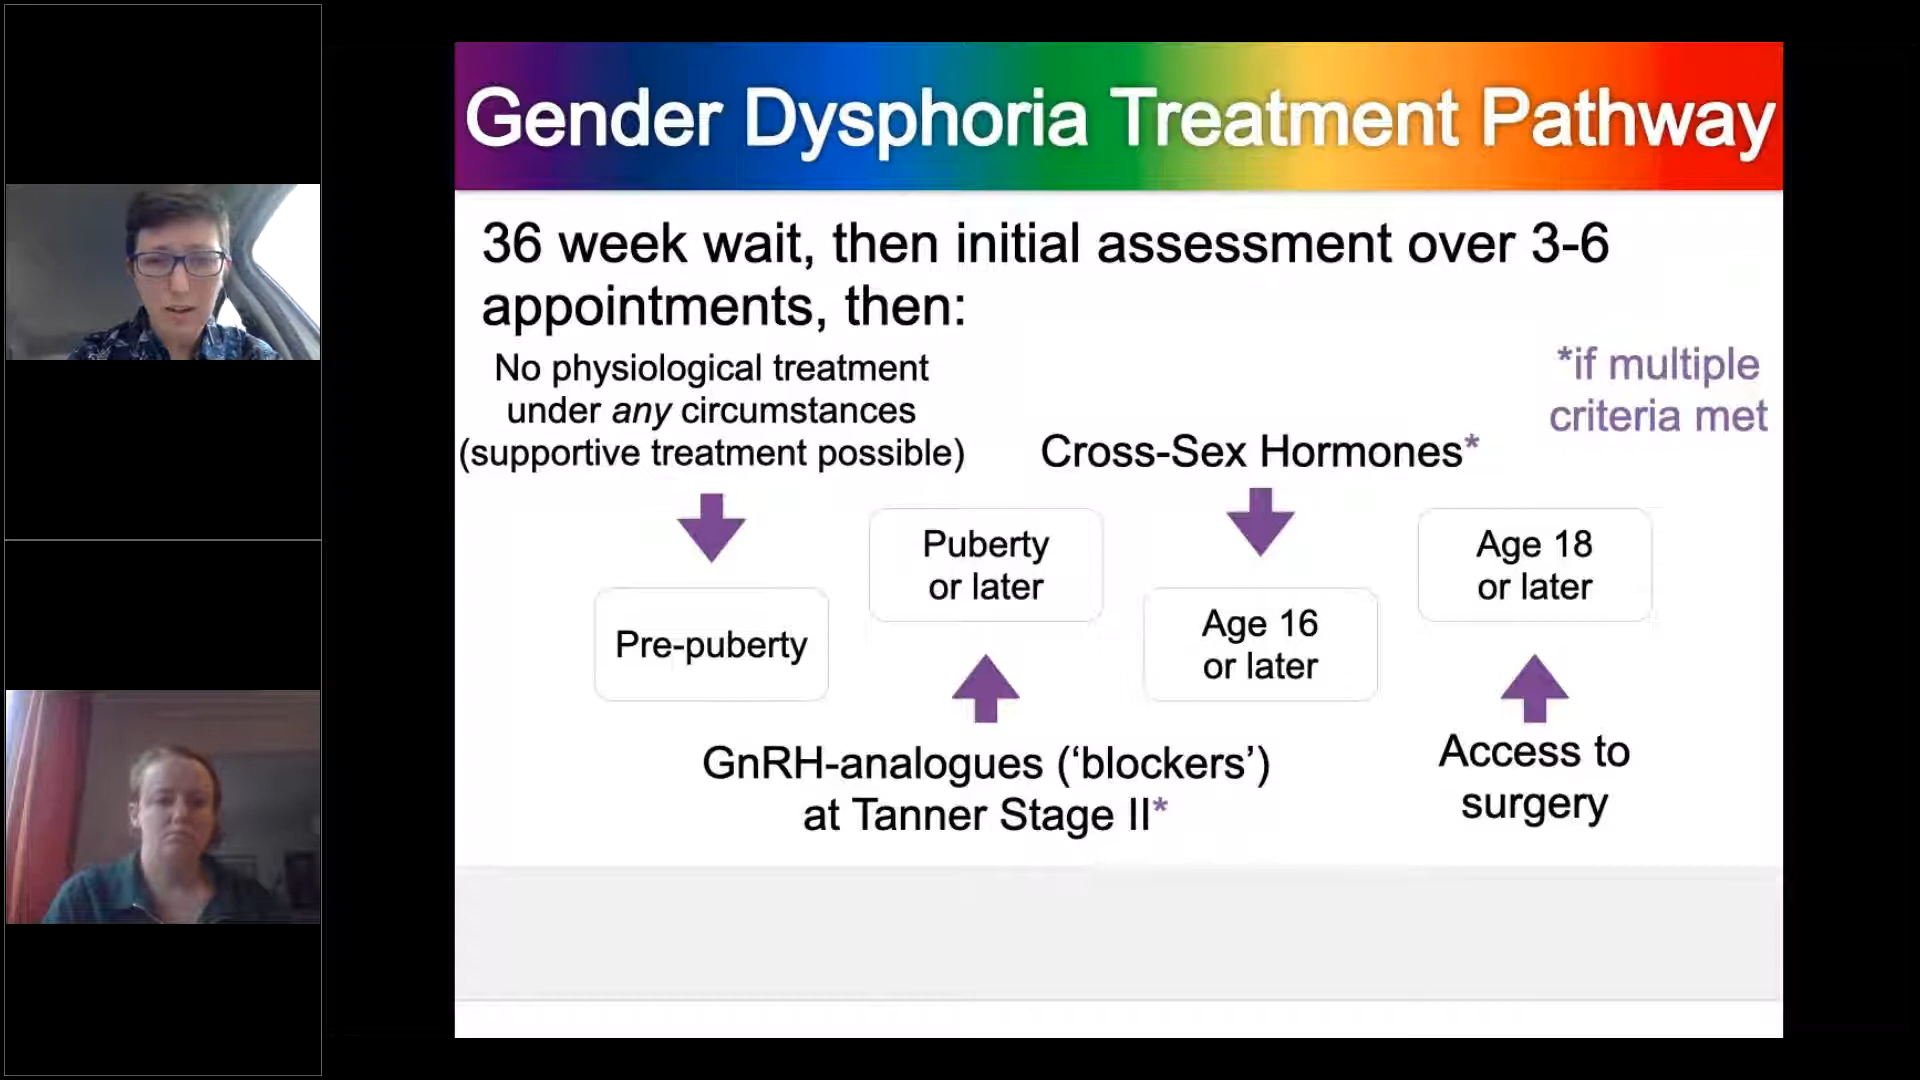 Gender Dysphoria Treatment Pathway
36 week wait, then initial assessment over 3-6
appointments, then:
No physiological treatment
under any circumstances
(supportive treatment possible)
*if multiple
criteria met
Cross-Sex Hormones*
Puberty
or later
Age 18
or later
Pre-puberty
Age 16
or later
GnRH-analogues (‘blockers’)
at Tanner Stage II*
Access to
surgery